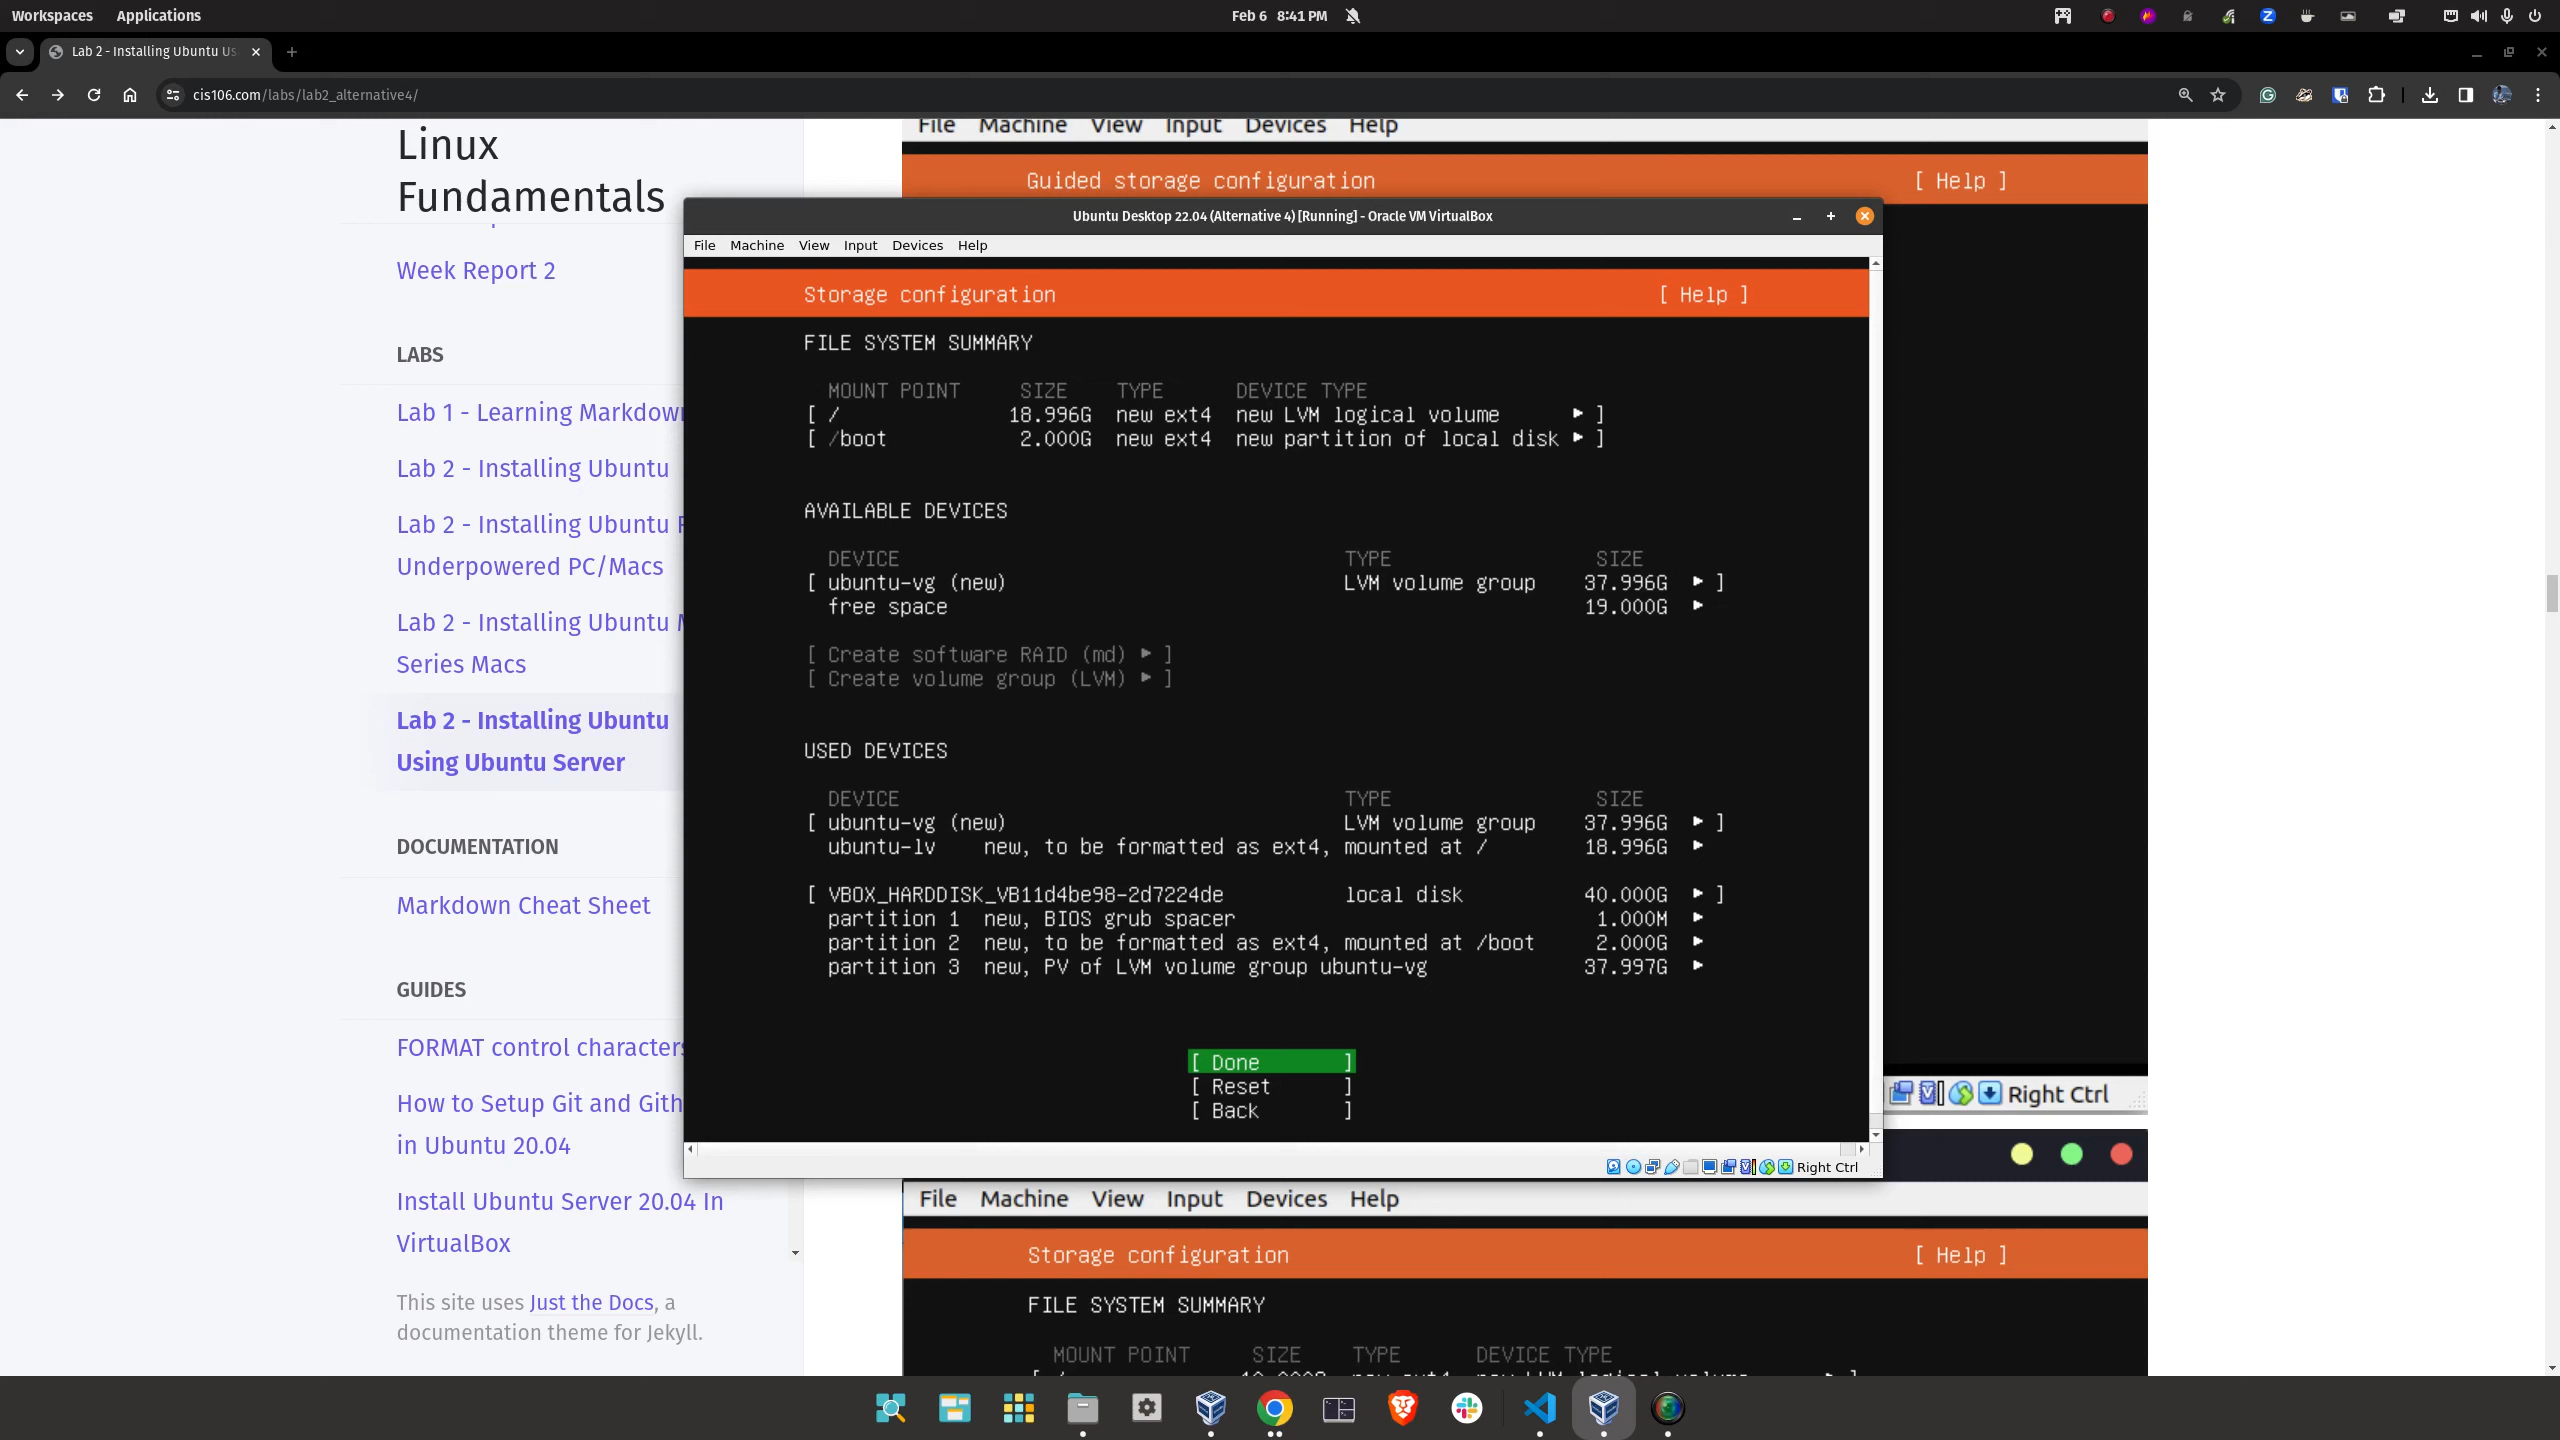 Workspaces Applications Feb 6 8:41 PM
Lab 2 - Installing Ubuntu Us
cis106.com/labs/lab2_alternative4/
Linux
Fundamentals
Week Report 2
LABS
Lab 1 - Learning Markdown
Lab 2 - Installing Ubuntu
Lab 2 - Installing Ubuntu F
Underpowered PC/Macs
Lab 2 - Installing Ubuntu M
Series Macs
Lab 2 - Installing Ubuntu
Using Ubuntu Server
DOCUMENTATION
Markdown Cheat Sheet
GUIDES
FORMAT control characters
How to Setup Git and Gith
in Ubuntu 20.04
Install Ubuntu Server 20.04 In
VirtualBox
This site uses Just the Docs, a
documentation theme for Jekyll.
File Machine View Input Devices Help
Guided storage configuration [ Help ]
Ubuntu Desktop 22.04 (Alternative 4) [Running] - Oracle VM VirtualBox
File Machine View Input Devices Help
Storage configuration [ Help ]
FILE SYSTEM SUMMARY
MOUNT POINT SIZE TYPE DEVICE TYPE
[ / 18.996G new ext4 new LVM logical volume ▸ ]
[ /boot 2.000G new ext4 new partition of local disk ▸ ]
AVAILABLE DEVICES
DEVICE TYPE SIZE
[ ubuntu-vg (new) LVM volume group 37.996G ▸ ]
free space 19.000G ▸
[ Create software RAID (md) ▸ ]
[ Create volume group (LVM) ▸ ]
USED DEVICES
DEVICE TYPE SIZE
[ ubuntu-vg (new) LVM volume group 37.996G ▸ ]
ubuntu-lv new, to be formatted as ext4, mounted at / 18.996G ▸
[ VBOX_HARDDISK_VB11d4be98-2d7224de local disk 40.000G ▸ ]
partition 1 new, BIOS grub spacer 1.000M ▸
partition 2 new, to be formatted as ext4, mounted at /boot 2.000G ▸
partition 3 new, PV of LVM volume group ubuntu-vg 37.997G ▸
[ Done ]
[ Reset ]
[ Back ]
Right Ctrl
Right Ctrl
File Machine View Input Devices Help
Storage configuration [ Help ]
FILE SYSTEM SUMMARY
MOUNT POINT SIZE TYPE DEVICE TYPE